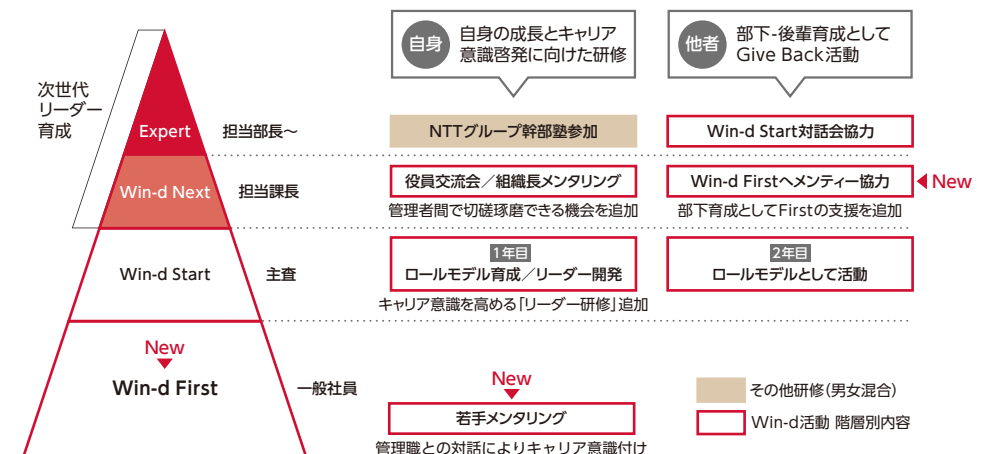 自身
自身の成長とキャリア
意識啓発に向けた研修
他者
部下-後輩育成として
Give Back活動
次世代
リーダー
育成
Expert
担当部長～
NTTグループ幹部塾参加
Win-d Start対話会協力
Win-d Next
担当課長
役員交流会／組織長メンタリング
管理者間で切磋琢磨できる機会を追加
Win-d Firstへメンティー協力
New
部下育成としてFirstの支援を追加
Win-d Start
主査
1年目
ロールモデル育成／リーダー開発
キャリア意識を高める「リーダー研修」追加
2年目
ロールモデルとして活動
New
Win-d First
一般社員
New
若手メンタリング
管理職との対話によりキャリア意識付け
その他研修(男女混合)
Win-d活動 階層別内容